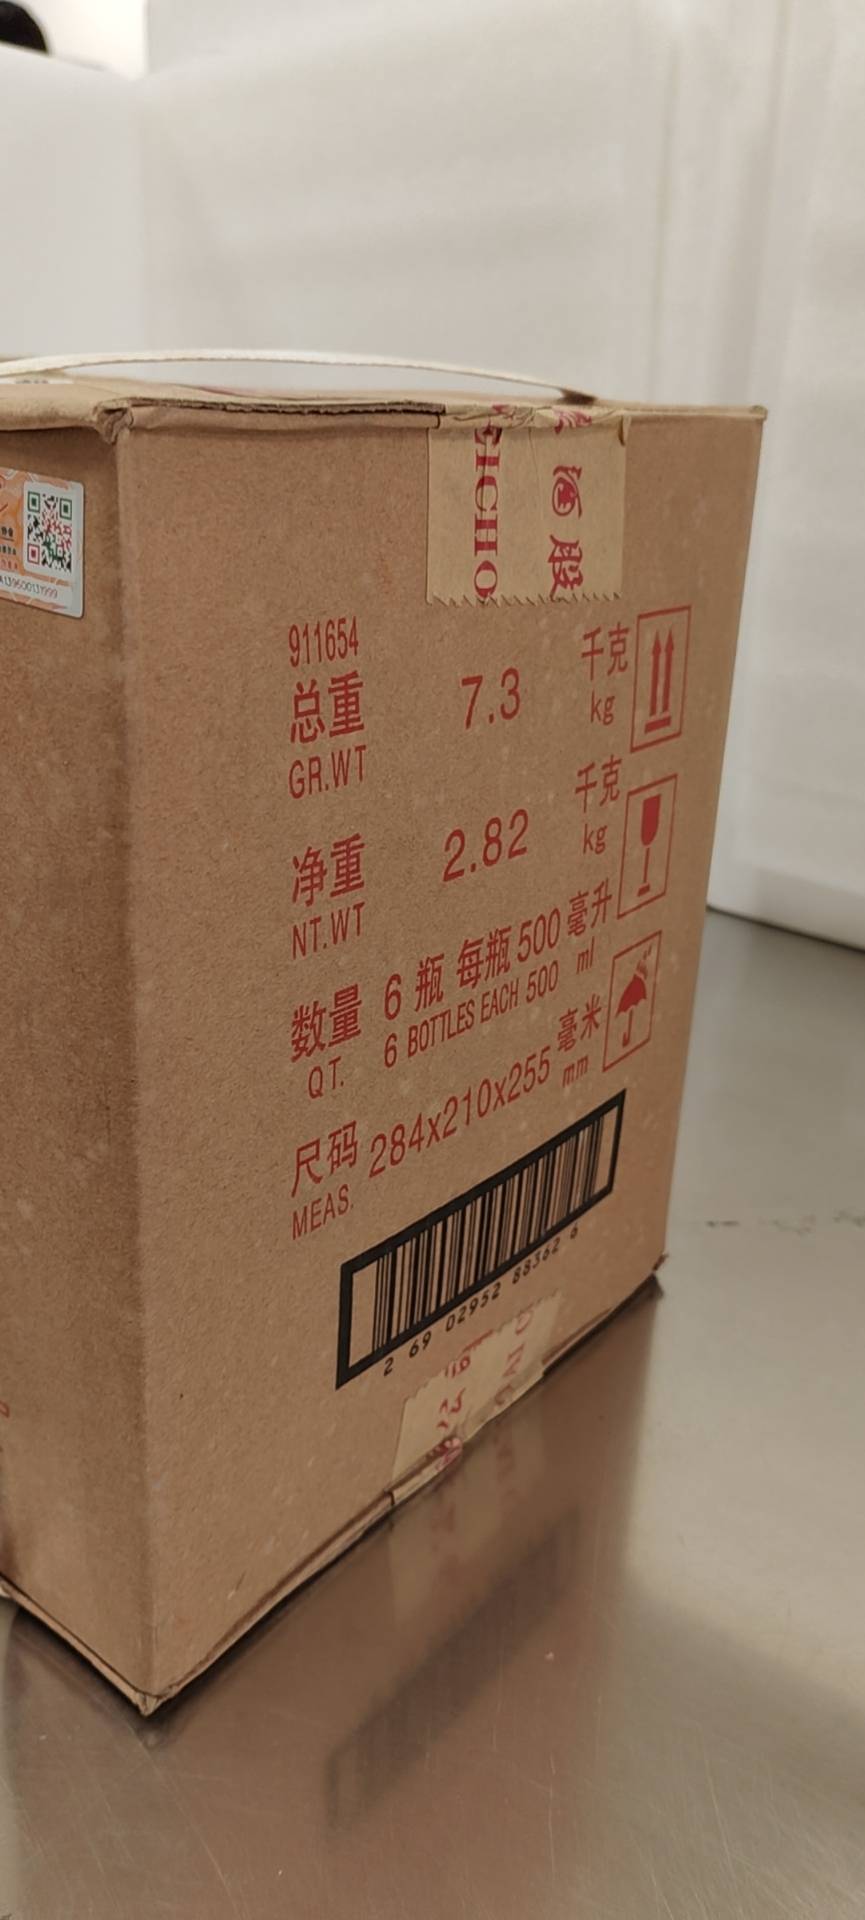 EICHO
酒股
A139600131999
911654
总重 7.3 千克
GR.WT kg
净重 2.82 千克
NT.WT kg
数量 6 瓶 每瓶 500 毫升
QT. 6 BOTTLES EACH 500 ml
尺码 284x210x255 毫米
MEAS. mm
2 69 02952 88362 6